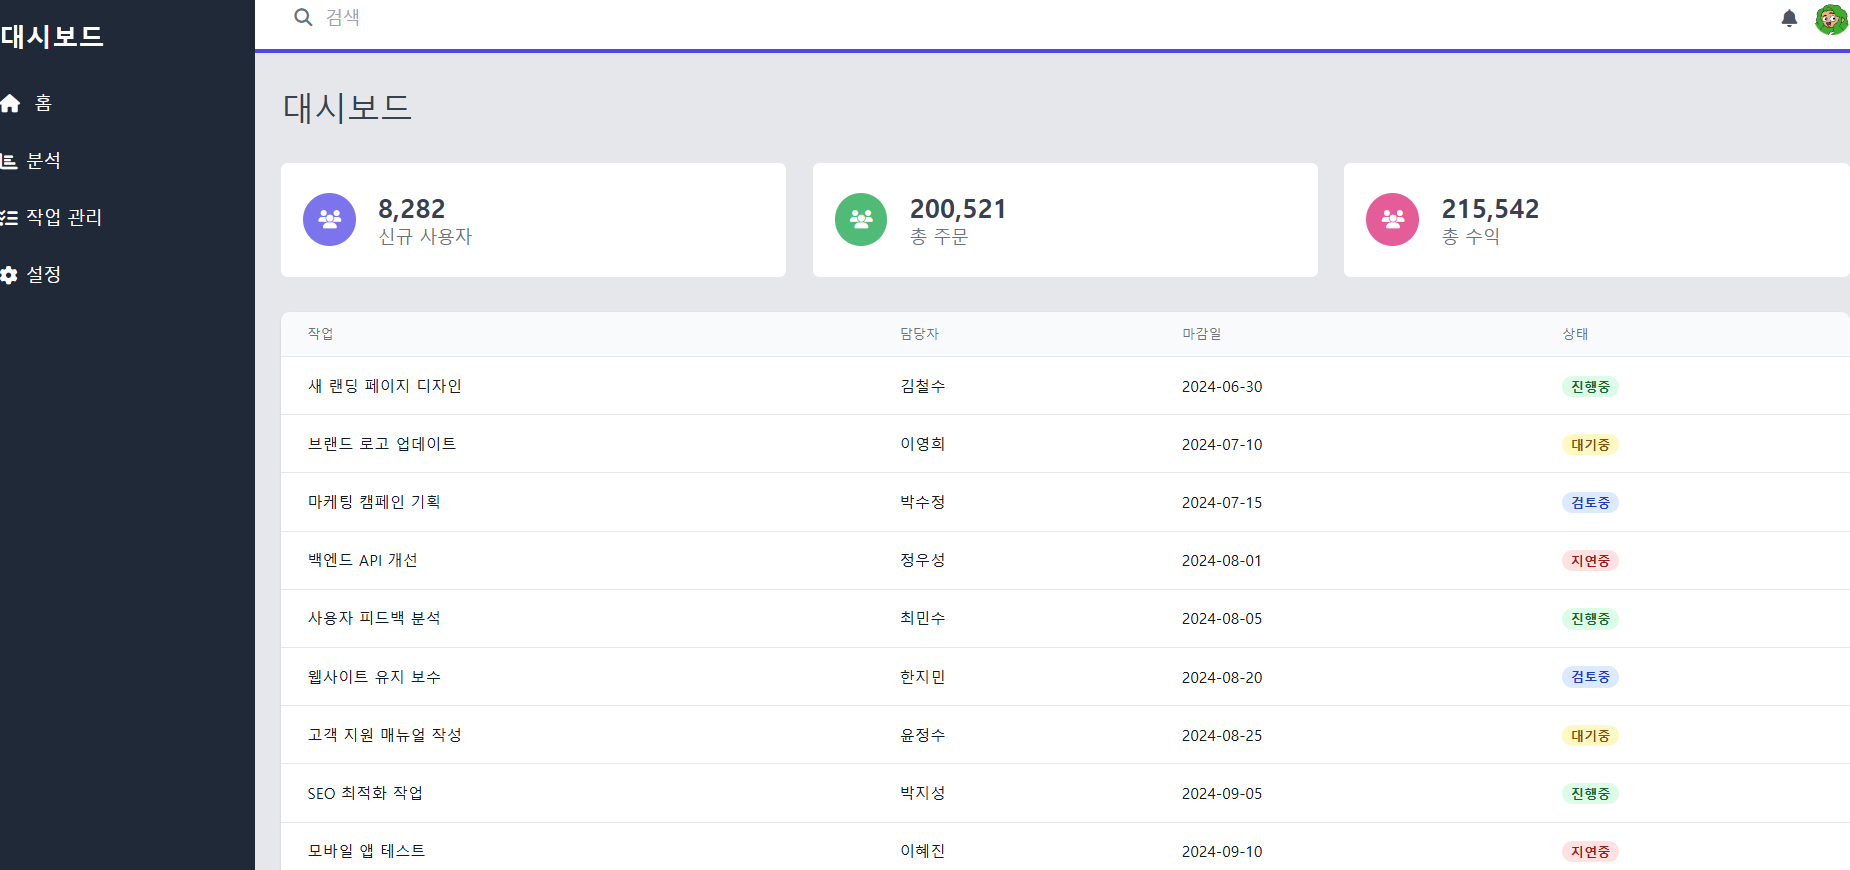 대시보드
홈
분석
작업 관리
설정
검색
대시보드
8,282
신규 사용자
200,521
총 주문
215,542
총 수익
작업 담당자 마감일 상태
새 랜딩 페이지 디자인 김철수 2024-06-30 진행중
브랜드 로고 업데이트 이영희 2024-07-10 대기중
마케팅 캠페인 기획 박수정 2024-07-15 검토중
백엔드 API 개선 정우성 2024-08-01 지연중
사용자 피드백 분석 최민수 2024-08-05 진행중
웹사이트 유지 보수 한지민 2024-08-20 검토중
고객 지원 매뉴얼 작성 윤정수 2024-08-25 대기중
SEO 최적화 작업 박지성 2024-09-05 진행중
모바일 앱 테스트 이혜진 2024-09-10 지연중